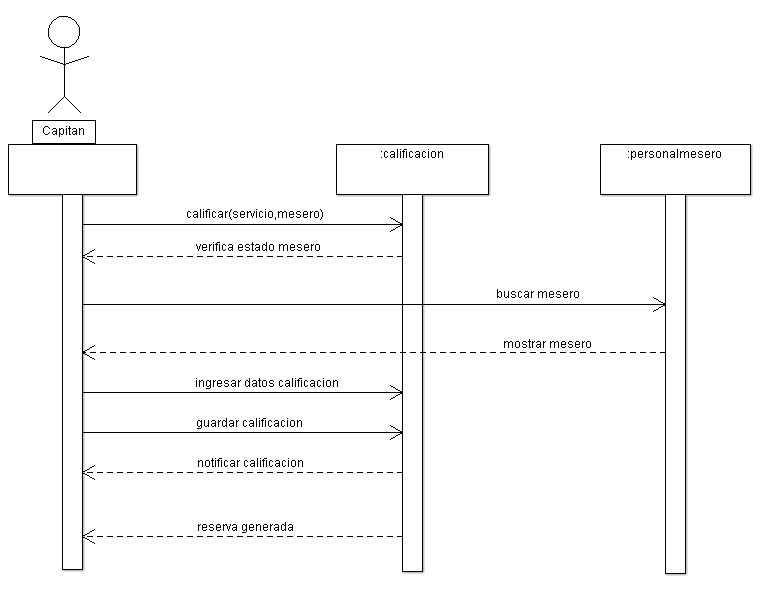 Capitan
:calificacion
:personalmesero
calificar(servicio,mesero)
verifica estado mesero
buscar mesero
mostrar mesero
ingresar datos calificacion
guardar calificacion
notificar calificacion
reserva generada